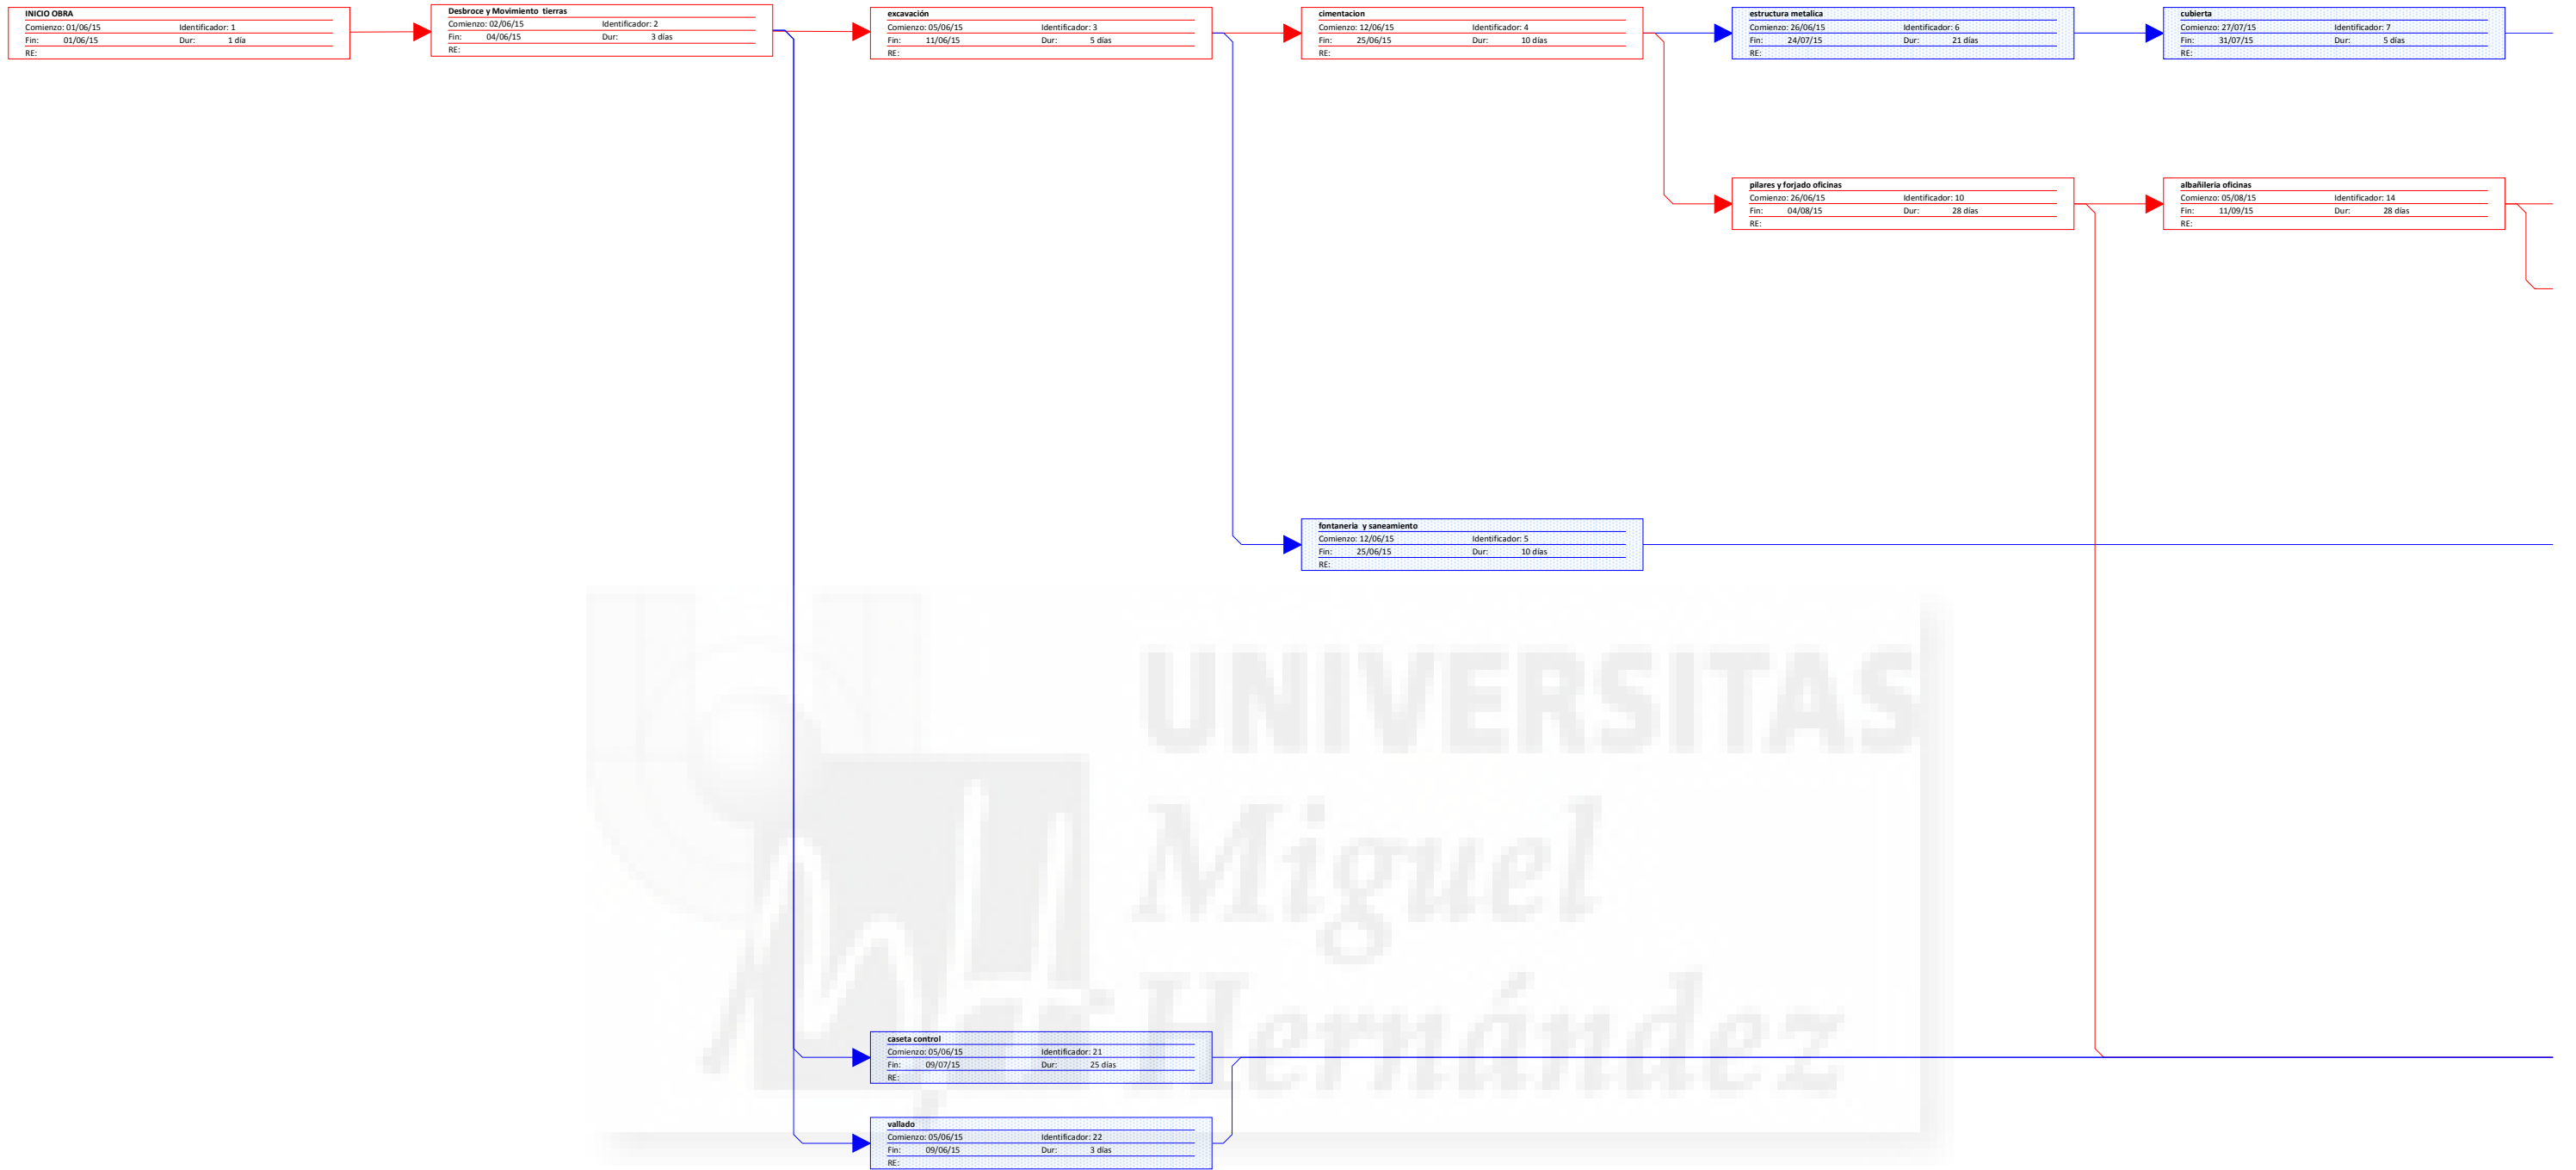 INICIO OBRA
Comienzo: 01/06/15 Identificador: 1
Fin: 01/06/15 Dur: 1 día
RE:
Desbroce y Movimiento tierras
Comienzo: 02/06/15 Identificador: 2
Fin: 04/06/15 Dur: 3 días
RE:
excavación
Comienzo: 05/06/15 Identificador: 3
Fin: 11/06/15 Dur: 5 días
RE:
cimentacion
Comienzo: 12/06/15 Identificador: 4
Fin: 25/06/15 Dur: 10 días
RE:
estructura metalica
Comienzo: 26/06/15 Identificador: 6
Fin: 24/07/15 Dur: 21 días
RE:
cubierta
Comienzo: 27/07/15 Identificador: 7
Fin: 31/07/15 Dur: 5 días
RE:
pilares y forjado oficinas
Comienzo: 26/06/15 Identificador: 10
Fin: 04/08/15 Dur: 28 días
RE:
albañileria oficinas
Comienzo: 05/08/15 Identificador: 14
Fin: 11/09/15 Dur: 28 días
RE:
fontaneria y saneamiento
Comienzo: 12/06/15 Identificador: 5
Fin: 25/06/15 Dur: 10 días
RE:
UNIVERSITAS
Miguel
Hernández
caseta control
Comienzo: 05/06/15 Identificador: 21
Fin: 09/07/15 Dur: 25 días
RE:
vallado
Comienzo: 05/06/15 Identificador: 22
Fin: 09/06/15 Dur: 3 días
RE: